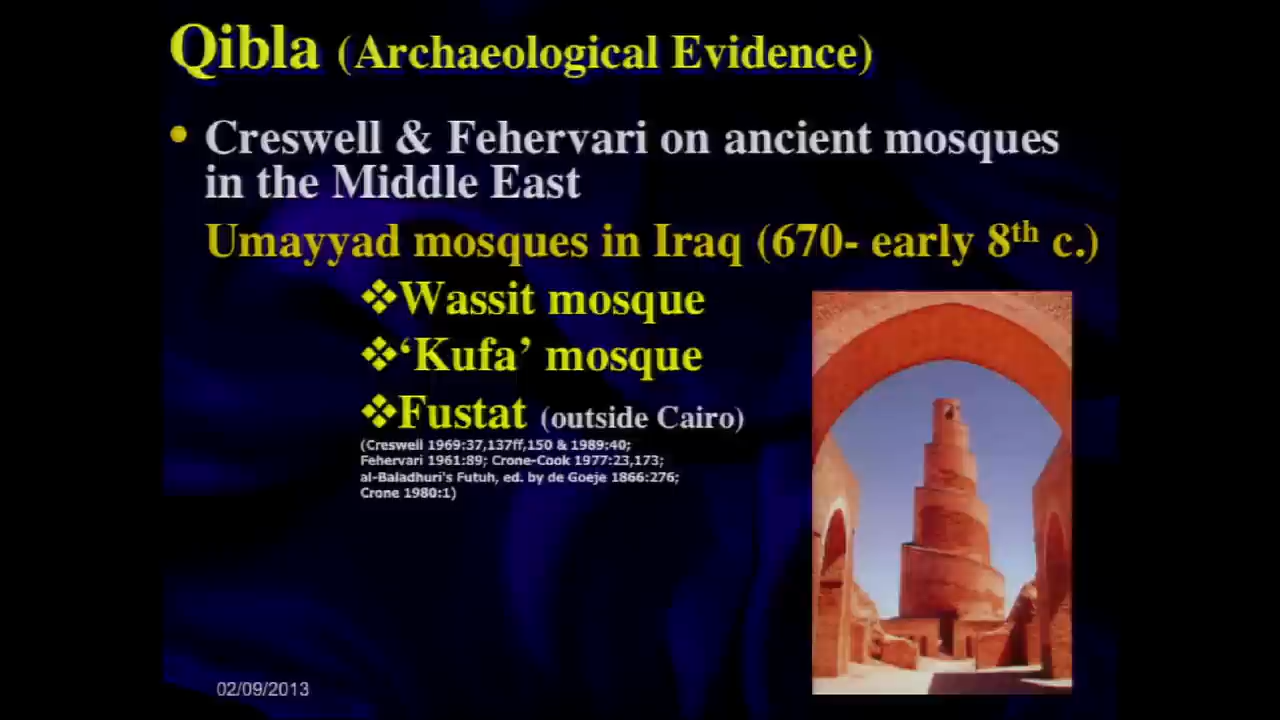 Qibla (Archaeological Evidence)
• Creswell & Fehervari on ancient mosques
in the Middle East
Umayyad mosques in Iraq (670- early 8th c.)
❖Wassit mosque
❖‘Kufa’ mosque
❖Fustat (outside Cairo)
(Creswell 1969:37,137ff,150 & 1989:40;
Fehervari 1961:89; Crone-Cook 1977:23,173;
al-Baladhuri's Futuh, ed. by de Goeje 1866:276;
Crone 1980:1)
02/09/2013